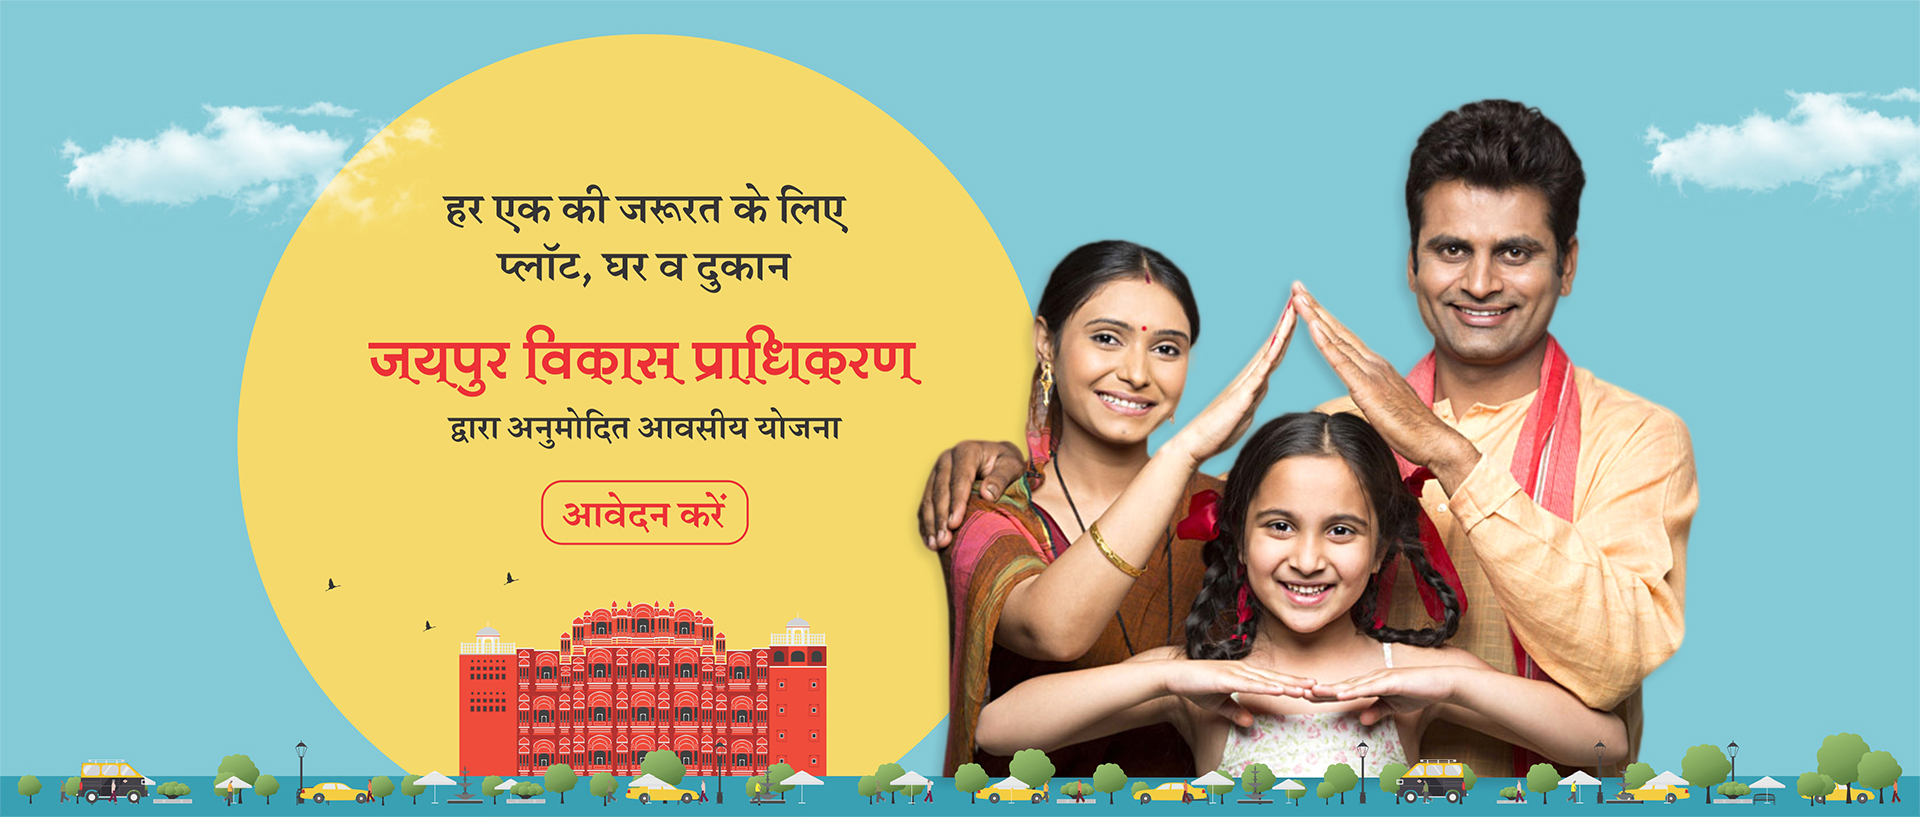 हर एक की जरूरत के लिए
प्लॉट, घर व दुकान
जयपुर विकास प्राधिकरण
द्वारा अनुमोदित आवसीय योजना
आवेदन करें